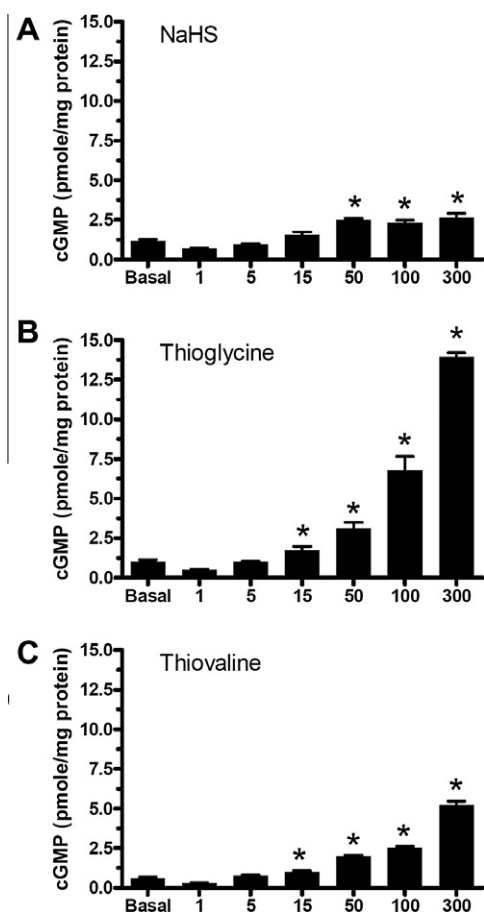 A
NaHS
cGMP (pmole/mg protein)
15.0
12.5
10.0
7.5
5.0
2.5
0.0
* * *
Basal 1 5 15 50 100 300
B
Thioglycine
cGMP (pmole/mg protein)
15.0
12.5
10.0
7.5
5.0
2.5
0.0
* * * *
Basal 1 5 15 50 100 300
C
Thiovaline
cGMP (pmole/mg protein)
15.0
12.5
10.0
7.5
5.0
2.5
0.0
* * * *
Basal 1 5 15 50 100 300